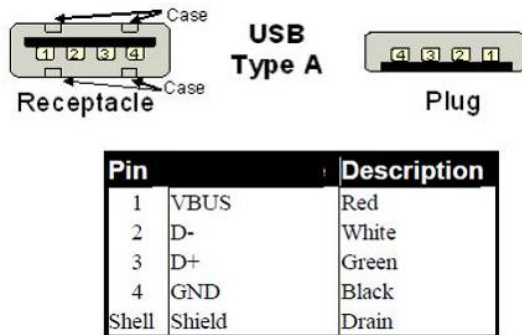 Case
1 2 3 4
Case
Receptacle
USB
Type A
4 3 2 1
Plug
Pin Description
1 VBUS Red
2 D- White
3 D+ Green
4 GND Black
Shell Shield Drain